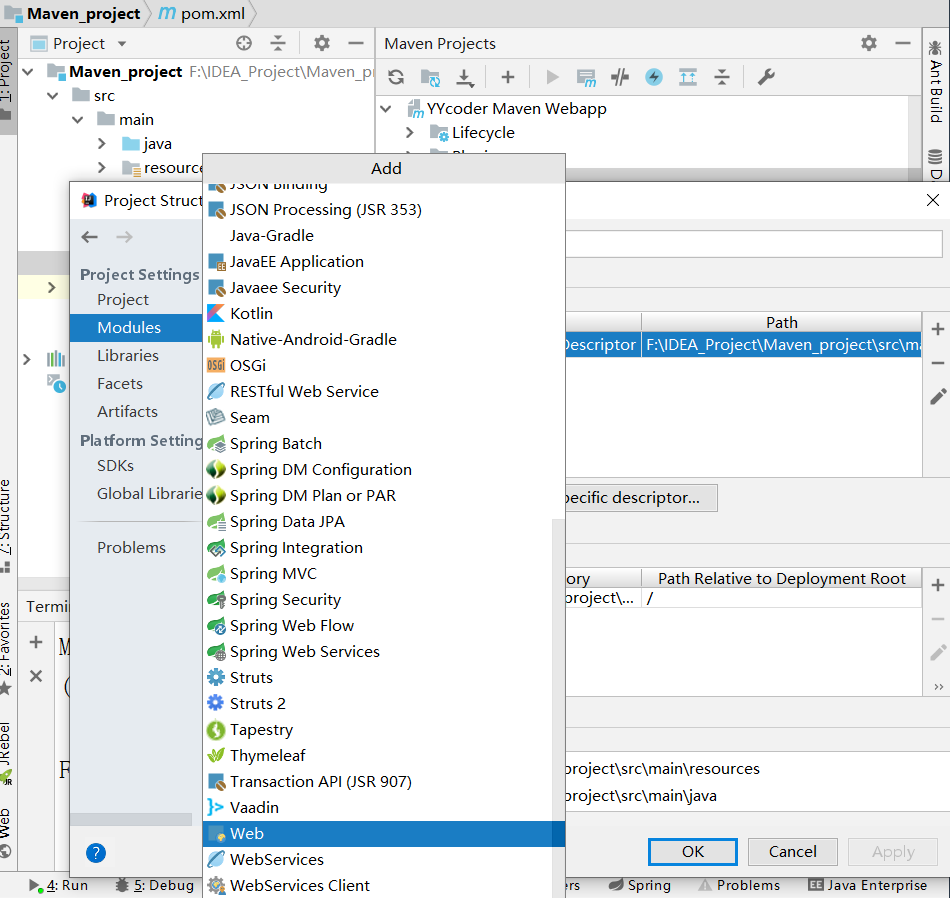 Maven_project
pom.xml
Project
Maven Projects
1: Project
Maven_project F:\IDEA_Project\Maven_pr
src
main
java
resource
YYcoder Maven Webapp
Lifecycle
Ant Build
Add
JSON Binding
JSON Processing (JSR 353)
Java-Gradle
JavaEE Application
Javaee Security
Kotlin
Native-Android-Gradle
OSGi
RESTful Web Service
Seam
Spring Batch
Spring DM Configuration
Spring DM Plan or PAR
Spring Data JPA
Spring Integration
Spring MVC
Spring Security
Spring Web Flow
Spring Web Services
Struts
Struts 2
Tapestry
Thymeleaf
Transaction API (JSR 907)
Vaadin
Web
WebServices
WebServices Client
Project Struct
Project Settings
Project
Modules
Libraries
Facets
Artifacts
Platform Setting
SDKs
Global Librarie
Problems
Path
Descriptor
F:\IDEA_Project\Maven_project\src\ma
pecific descriptor...
ory
Path Relative to Deployment Root
project\...
/
project\src\main\resources
project\src\main\java
?
OK
Cancel
Apply
7: Structure
2: Favorites
JRebel
Web
Termi
M
(
F
4: Run
5: Debug
ers
Spring
Problems
Java Enterprise